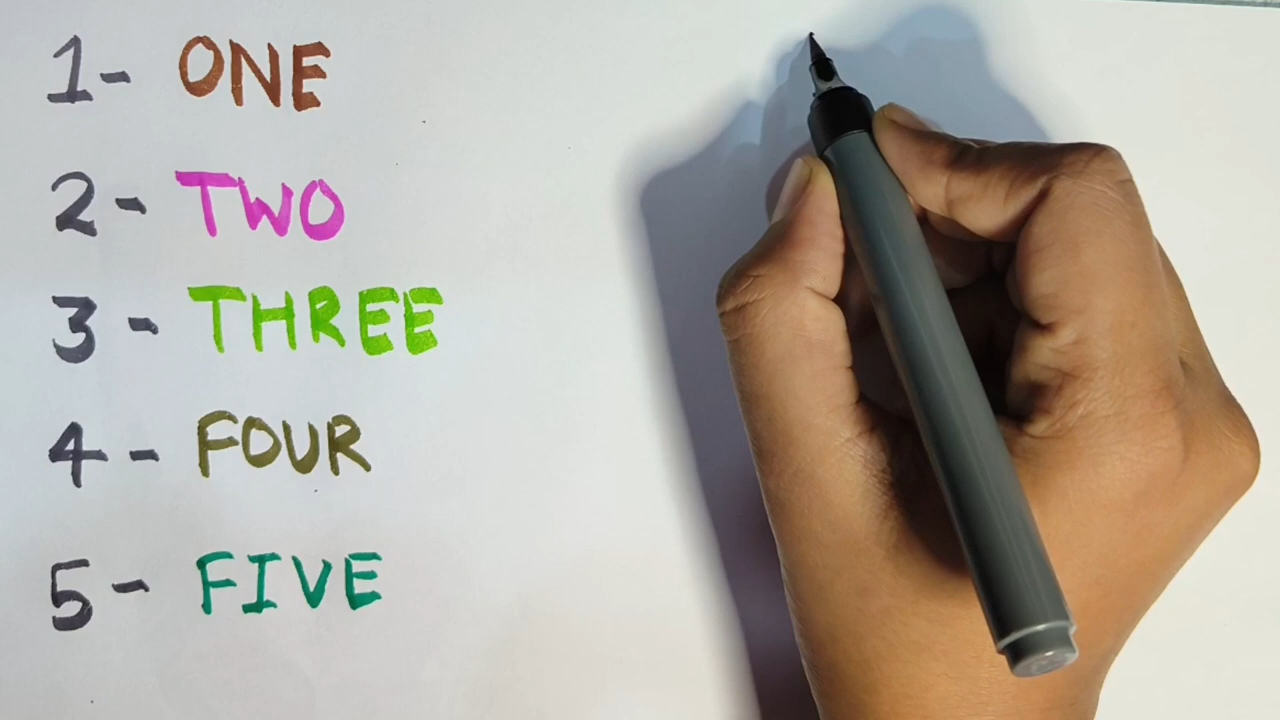 1- ONE
2- TWO
3- THREE
4- FOUR
5- FIVE